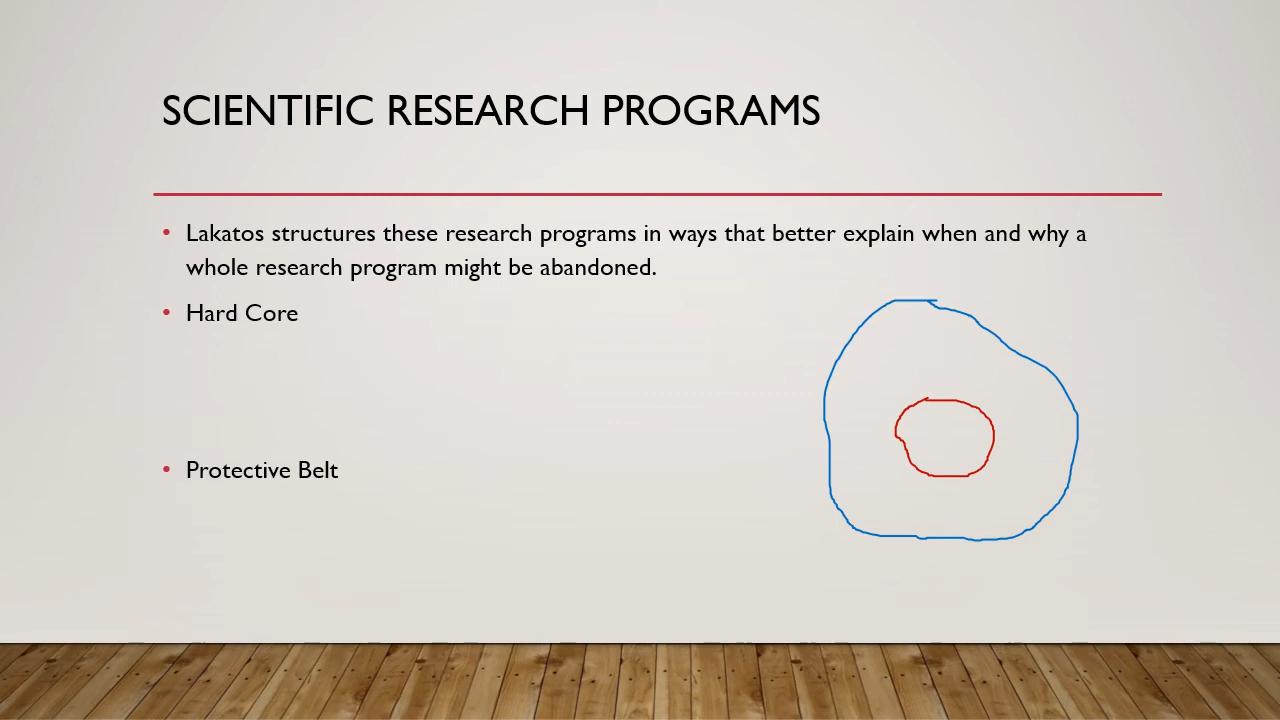 SCIENTIFIC RESEARCH PROGRAMS
• Lakatos structures these research programs in ways that better explain when and why a
whole research program might be abandoned.
• Hard Core
• Protective Belt